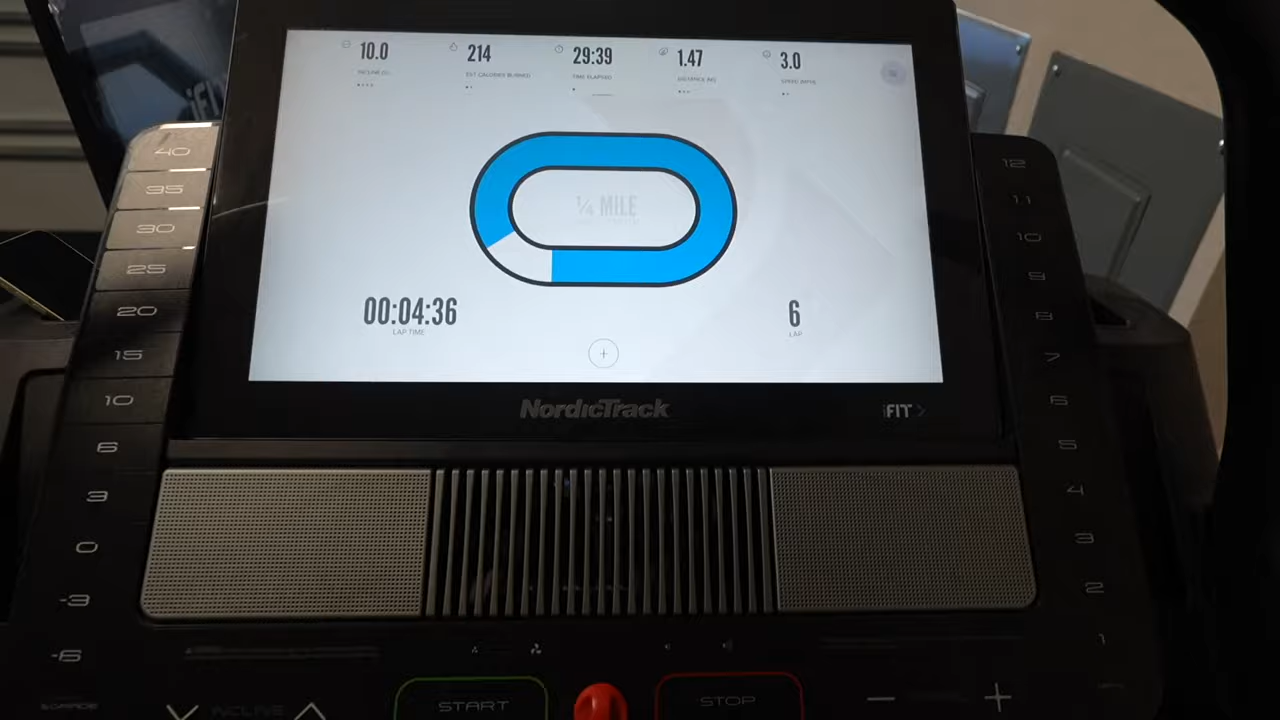 10.0
INCLINE (%)
214
EST. CALORIES BURNED
29:39
TIME ELAPSED
1.47
DISTANCE (MI)
3.0
SPEED (MPH)
¼ MILE
00:04:36
LAP TIME
6
LAP
+
NordicTrack
iFIT
iFIT
40
35
30
25
20
15
10
6
3
0
-3
-6
12
11
10
9
8
7
6
5
4
3
2
1
%GRADE
INCLINE
START
STOP